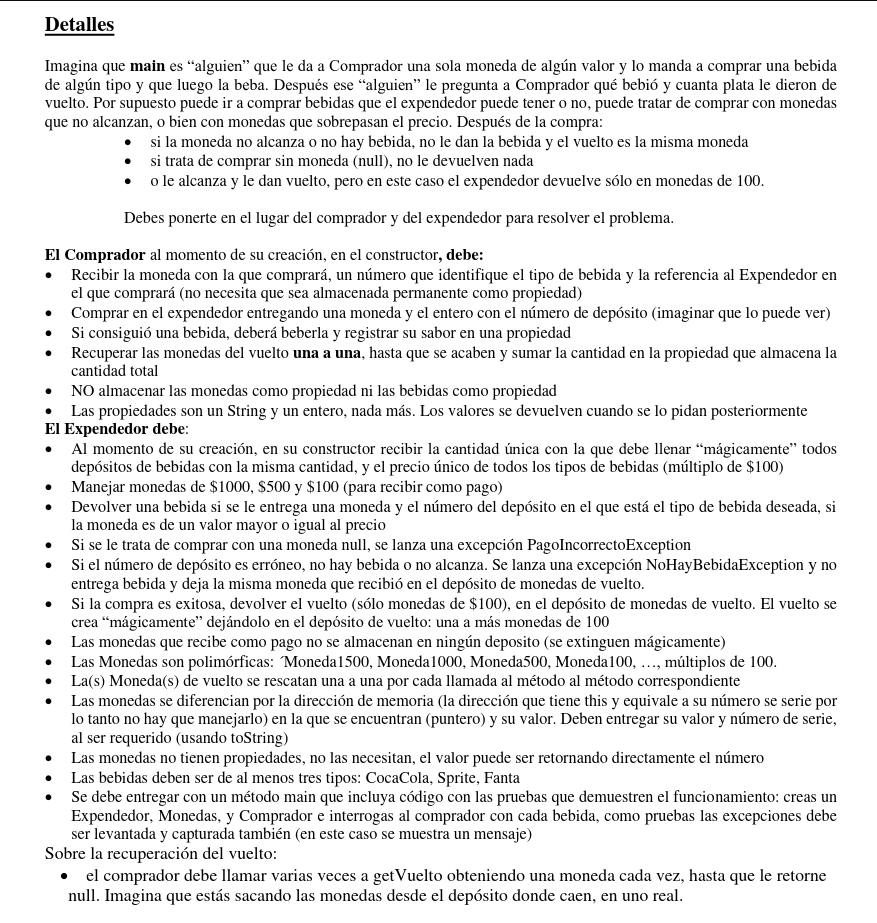 Detalles
Imagina que main es “alguien” que le da a Comprador una sola moneda de algún valor y lo manda a comprar una bebida
de algún tipo y que luego la beba. Después ese “alguien” le pregunta a Comprador qué bebió y cuanta plata le dieron de
vuelto. Por supuesto puede ir a comprar bebidas que el expendedor puede tener o no, puede tratar de comprar con monedas
que no alcanzan, o bien con monedas que sobrepasan el precio. Después de la compra:
• si la moneda no alcanza o no hay bebida, no le dan la bebida y el vuelto es la misma moneda
• si trata de comprar sin moneda (null), no le devuelven nada
• o le alcanza y le dan vuelto, pero en este caso el expendedor devuelve sólo en monedas de 100.
Debes ponerte en el lugar del comprador y del expendedor para resolver el problema.
El Comprador al momento de su creación, en el constructor, debe:
• Recibir la moneda con la que comprará, un número que identifique el tipo de bebida y la referencia al Expendedor en
el que comprará (no necesita que sea almacenada permanente como propiedad)
• Comprar en el expendedor entregando una moneda y el entero con el número de depósito (imaginar que lo puede ver)
• Si consiguió una bebida, deberá beberla y registrar su sabor en una propiedad
• Recuperar las monedas del vuelto una a una, hasta que se acaben y sumar la cantidad en la propiedad que almacena la
cantidad total
• NO almacenar las monedas como propiedad ni las bebidas como propiedad
• Las propiedades son un String y un entero, nada más. Los valores se devuelven cuando se lo pidan posteriormente
El Expendedor debe:
• Al momento de su creación, en su constructor recibir la cantidad única con la que debe llenar “mágicamente” todos
depósitos de bebidas con la misma cantidad, y el precio único de todos los tipos de bebidas (múltiplo de $100)
• Manejar monedas de $1000, $500 y $100 (para recibir como pago)
• Devolver una bebida si se le entrega una moneda y el número del depósito en el que está el tipo de bebida deseada, si
la moneda es de un valor mayor o igual al precio
• Si se le trata de comprar con una moneda null, se lanza una excepción PagoIncorrectoException
• Si el número de depósito es erróneo, no hay bebida o no alcanza. Se lanza una excepción NoHayBebidaException y no
entrega bebida y deja la misma moneda que recibió en el depósito de monedas de vuelto.
• Si la compra es exitosa, devolver el vuelto (sólo monedas de $100), en el depósito de monedas de vuelto. El vuelto se
crea “mágicamente” dejándolo en el depósito de vuelto: una a más monedas de 100
• Las monedas que recibe como pago no se almacenan en ningún deposito (se extinguen mágicamente)
• Las Monedas son polimórficas: ´Moneda1500, Moneda1000, Moneda500, Moneda100, …, múltiplos de 100.
• La(s) Moneda(s) de vuelto se rescatan una a una por cada llamada al método al método correspondiente
• Las monedas se diferencian por la dirección de memoria (la dirección que tiene this y equivale a su número se serie por
lo tanto no hay que manejarlo) en la que se encuentran (puntero) y su valor. Deben entregar su valor y número de serie,
al ser requerido (usando toString)
• Las monedas no tienen propiedades, no las necesitan, el valor puede ser retornando directamente el número
• Las bebidas deben ser de al menos tres tipos: CocaCola, Sprite, Fanta
• Se debe entregar con un método main que incluya código con las pruebas que demuestren el funcionamiento: creas un
Expendedor, Monedas, y Comprador e interrogas al comprador con cada bebida, como pruebas las excepciones debe
ser levantada y capturada también (en este caso se muestra un mensaje)
Sobre la recuperación del vuelto:
• el comprador debe llamar varias veces a getVuelto obteniendo una moneda cada vez, hasta que le retorne
null. Imagina que estás sacando las monedas desde el depósito donde caen, en uno real.